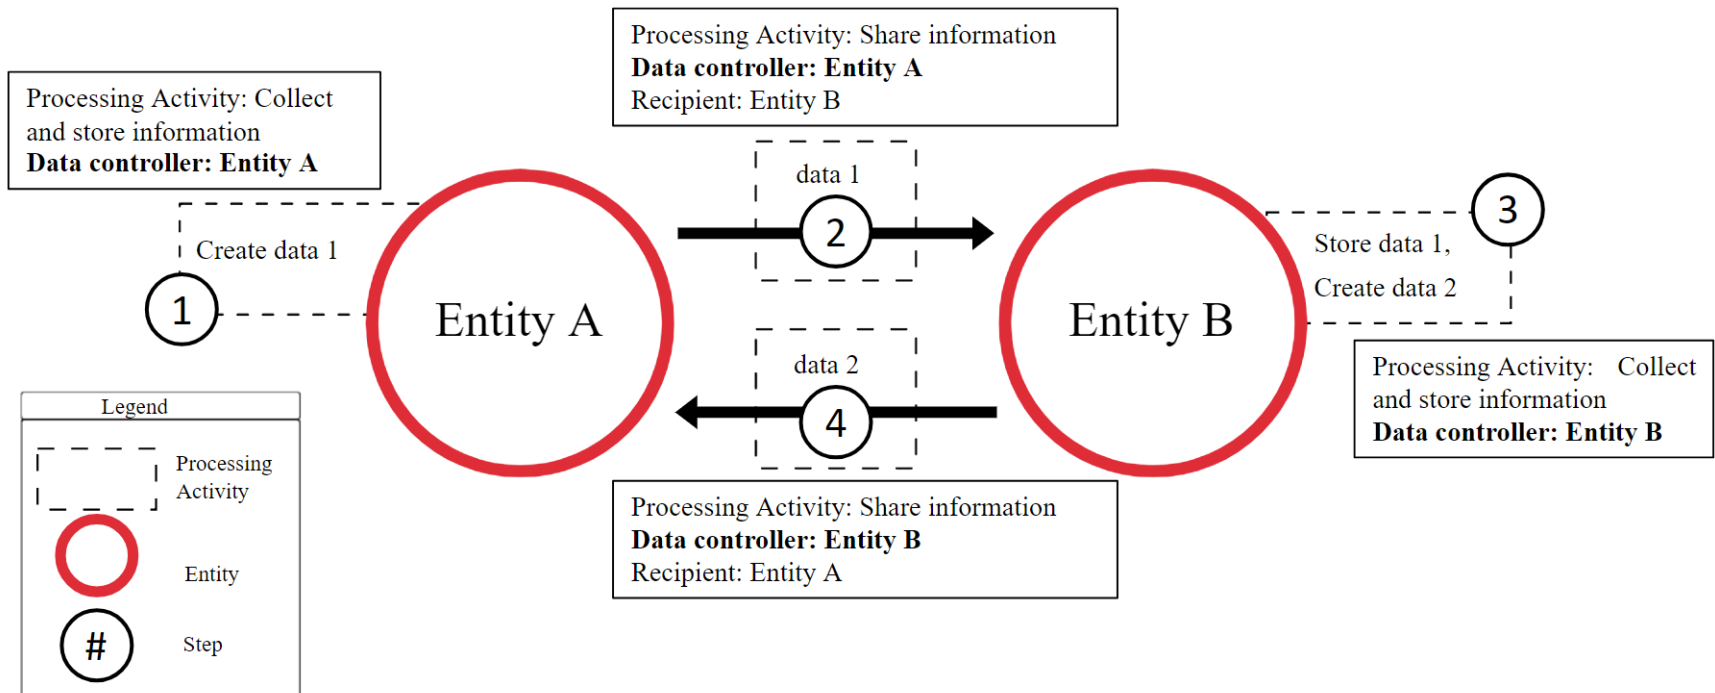 Processing Activity: Share information
Data controller: Entity A
Recipient: Entity B
Processing Activity: Collect
and store information
Data controller: Entity A
data 1
2
3
Create data 1
Store data 1,
Create data 2
1
Entity A
Entity B
data 2
4
Processing Activity: Collect
and store information
Data controller: Entity B
Legend
Processing
Activity
Entity
#
Step
Processing Activity: Share information
Data controller: Entity B
Recipient: Entity A